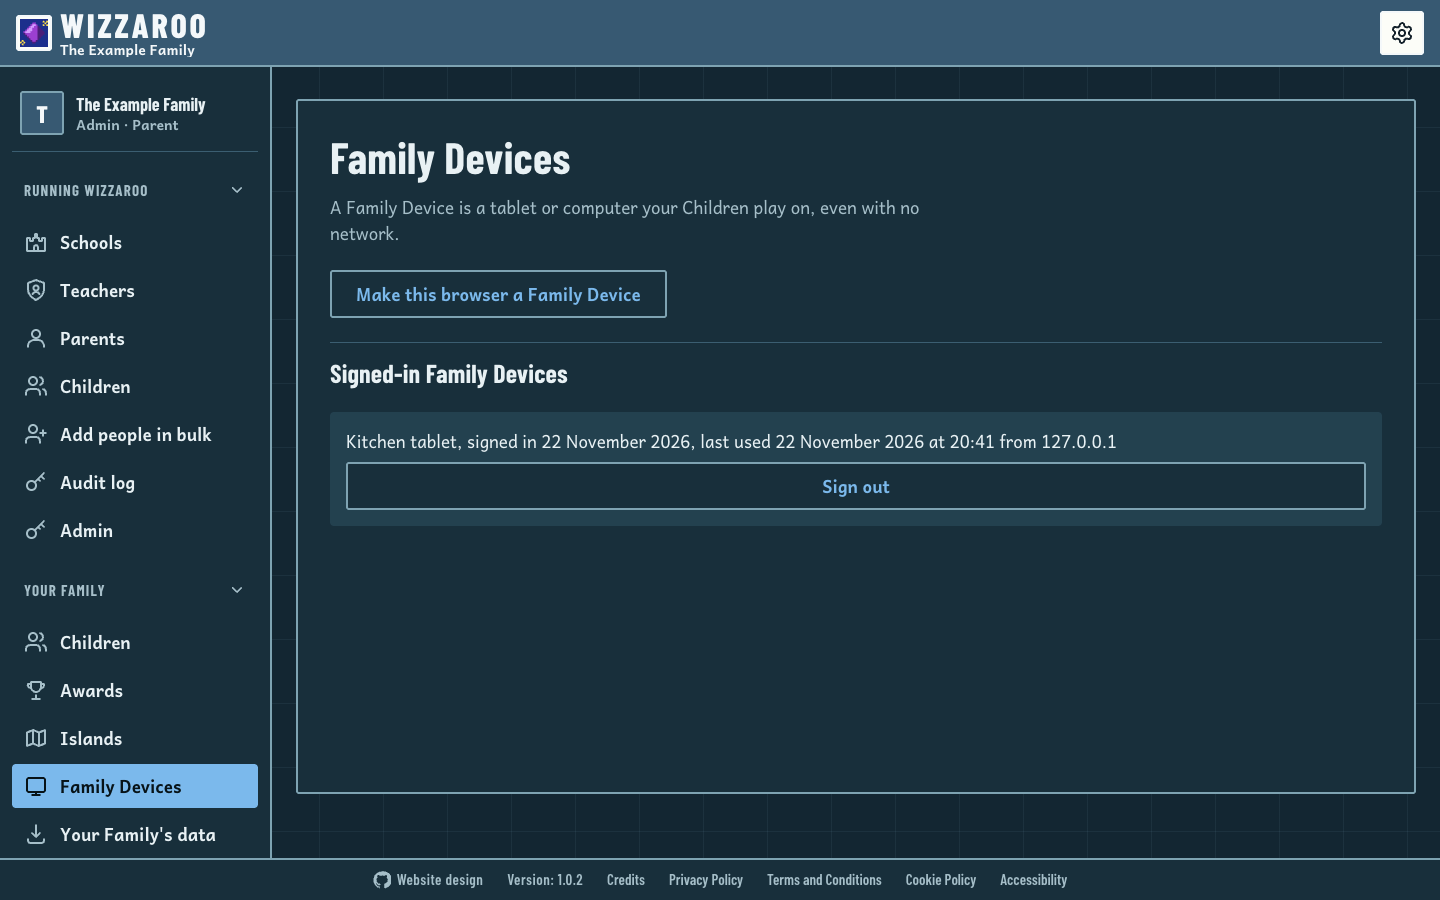 WIZZAROO
The Example Family
T
The Example Family
Admin · Parent
RUNNING WIZZAROO
Schools
Teachers
Parents
Children
Add people in bulk
Audit log
Admin
YOUR FAMILY
Children
Awards
Islands
Family Devices
Your Family's data
Family Devices
A Family Device is a tablet or computer your Children play on, even with no
network.
Make this browser a Family Device
Signed-in Family Devices
Kitchen tablet, signed in 22 November 2026, last used 22 November 2026 at 20:41 from 127.0.0.1
Sign out
Website design
Version: 1.0.2
Credits
Privacy Policy
Terms and Conditions
Cookie Policy
Accessibility